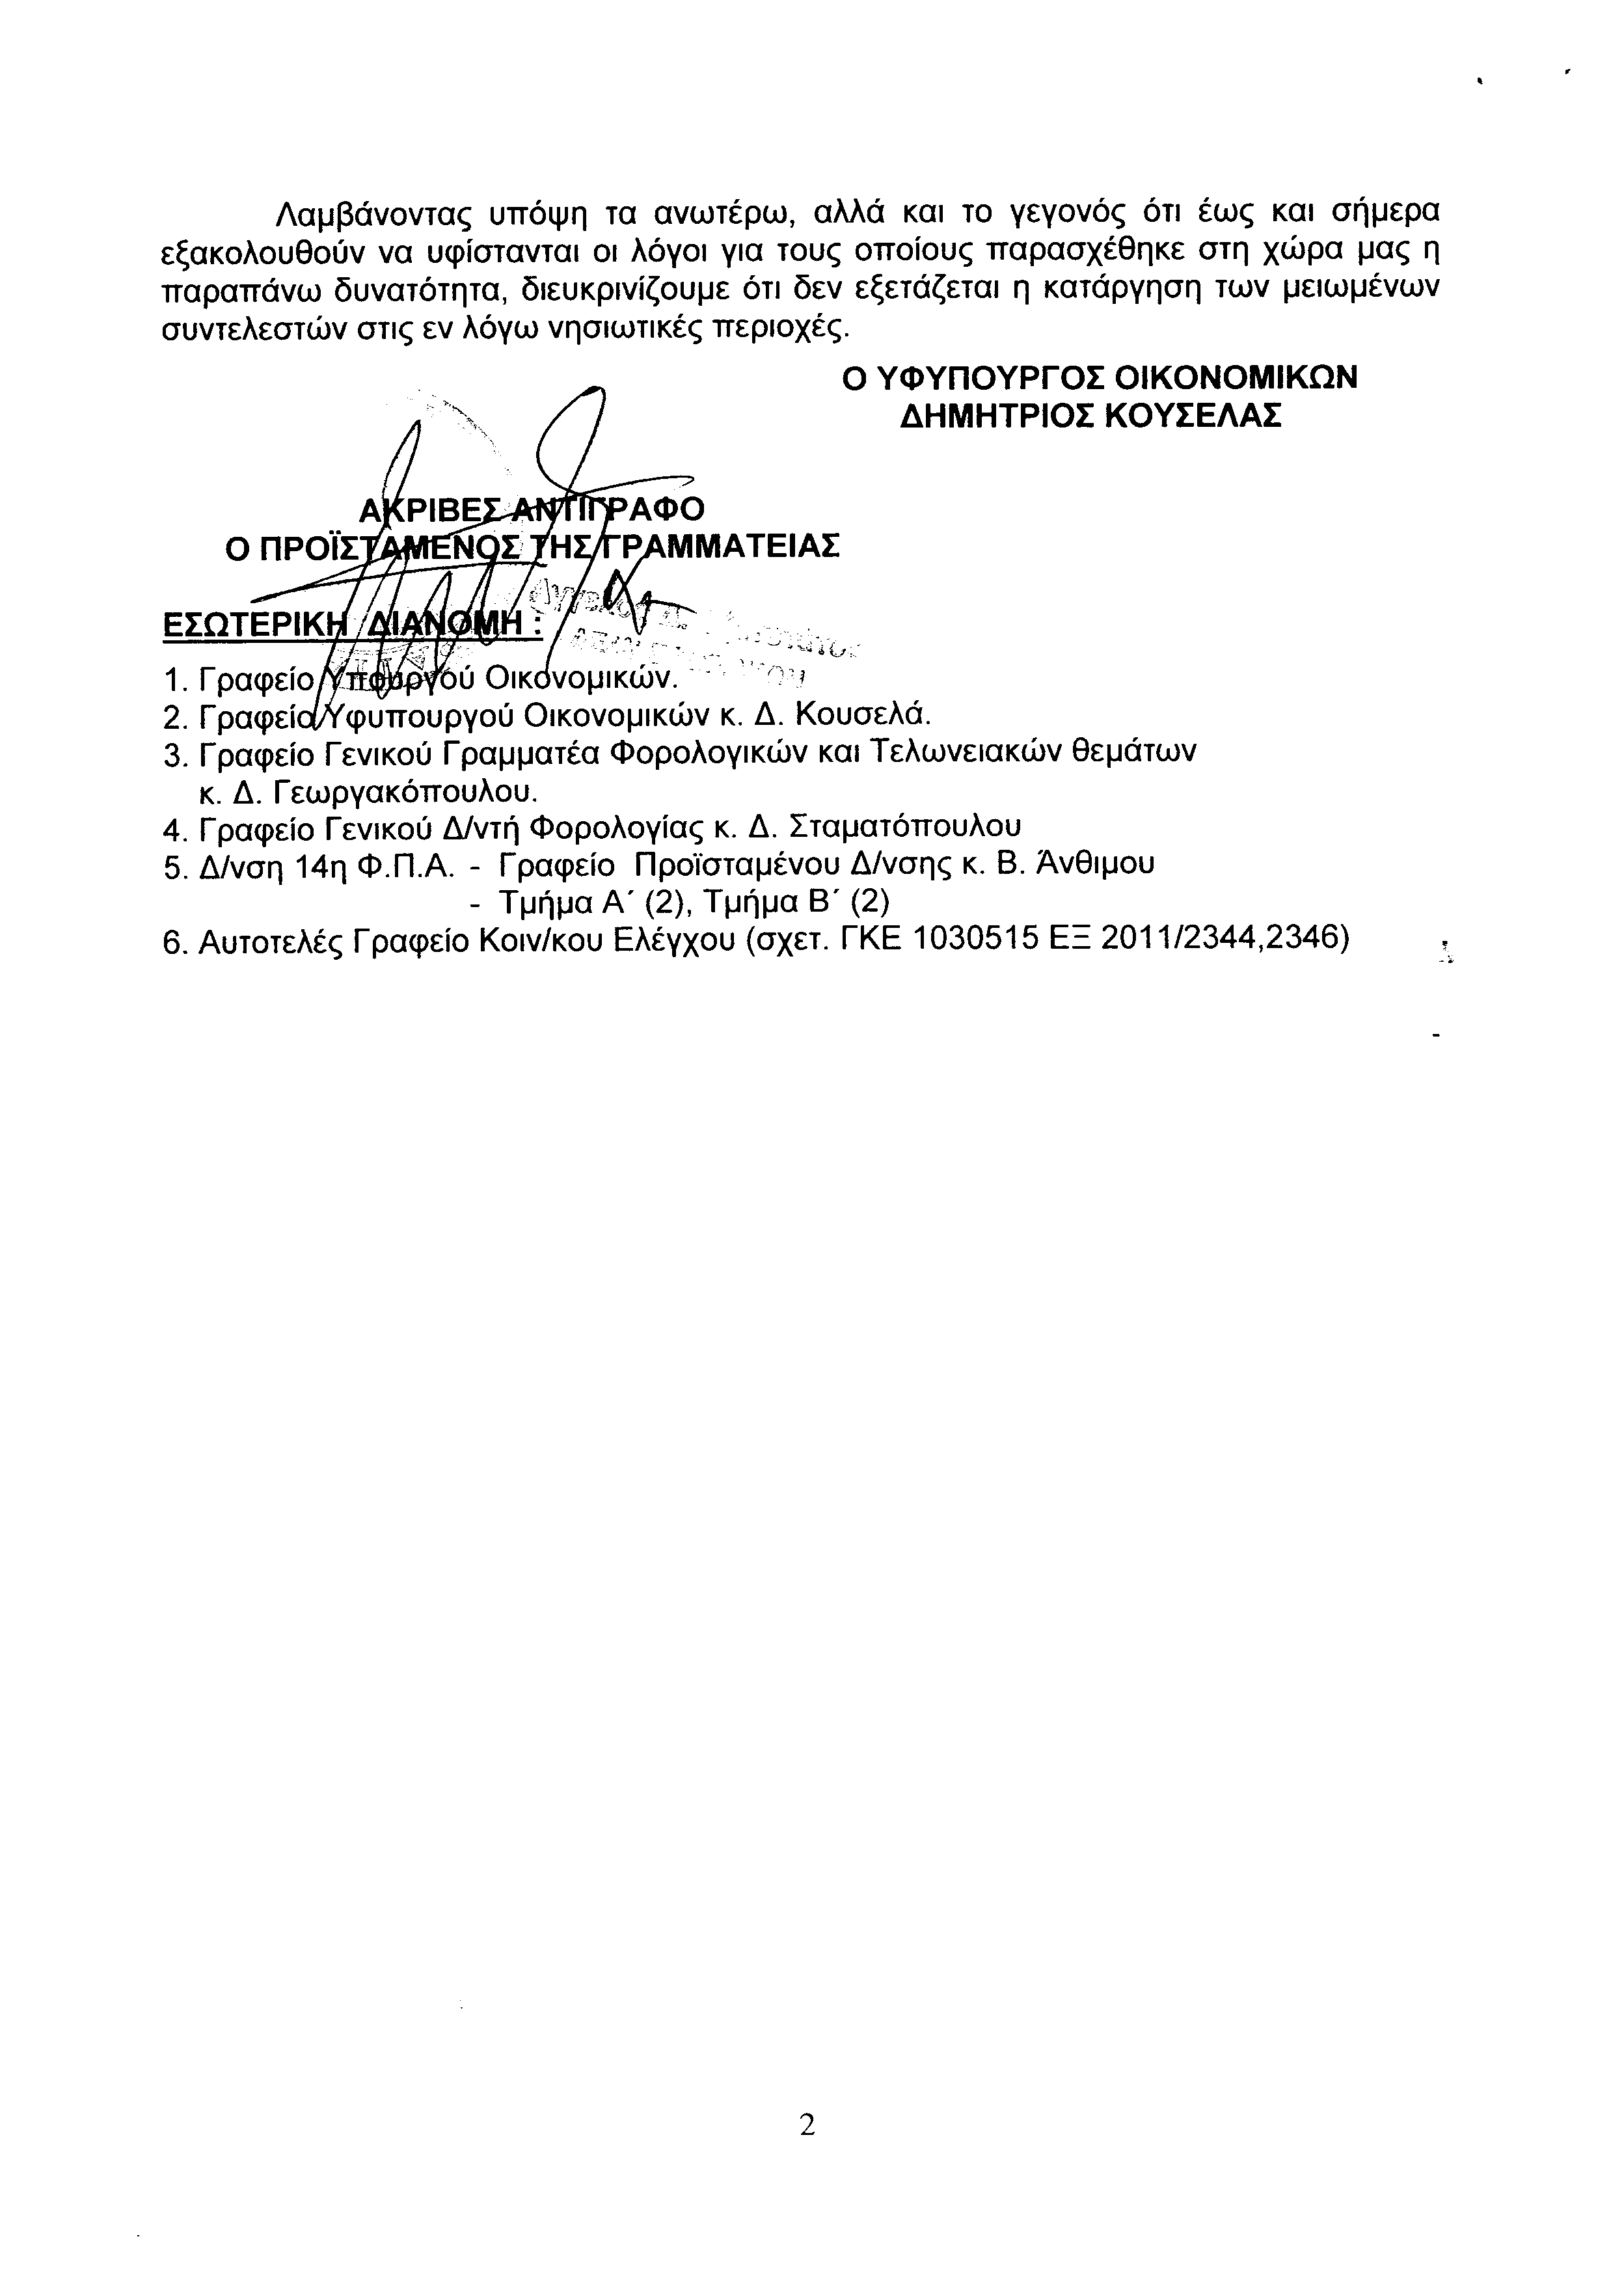 Λαμβάνοντας υπόψη τα ανωτέρω, αλλά και το γεγονός ότι έως και σήμερα
εξακολουθούν να υφίστανται οι λόγοι για τους οποίους παρασχέθηκε στη χώρα μας η
παραπάνω δυνατότητα, διευκρινίζουμε ότι δεν εξετάζεται η κατάργηση των μειωμένων
συντελεστών στις εν λόγω νησιωτικές περιοχές.
Ο ΥΦΥΠΟΥΡΓΟΣ ΟΙΚΟΝΟΜΙΚΩΝ
ΔΗΜΗΤΡΙΟΣ ΚΟΥΣΕΛΑΣ
ΑΚΡΙΒΕΣ ΑΝΤΙΓΡΑΦΟ
Ο ΠΡΟΪΣΤΑΜΕΝΟΣ ΤΗΣ ΓΡΑΜΜΑΤΕΙΑΣ
ΕΣΩΤΕΡΙΚΗ ΔΙΑΝΟΜΗ :
1. Γραφείο Υπουργού Οικονομικών.
2. Γραφείο Υφυπουργού Οικονομικών κ. Δ. Κουσελά.
3. Γραφείο Γενικού Γραμματέα Φορολογικών και Τελωνειακών θεμάτων
κ. Δ. Γεωργακόπουλου.
4. Γραφείο Γενικού Δ/ντή Φορολογίας κ. Δ. Σταματόπουλου
5. Δ/νση 14η Φ.Π.Α. - Γραφείο Προϊσταμένου Δ/νσης κ. Β. Άνθιμου
- Τμήμα Α΄ (2), Τμήμα Β΄ (2)
6. Αυτοτελές Γραφείο Κοιν/κου Ελέγχου (σχετ. ΓΚΕ 1030515 ΕΞ 2011/2344,2346)
2